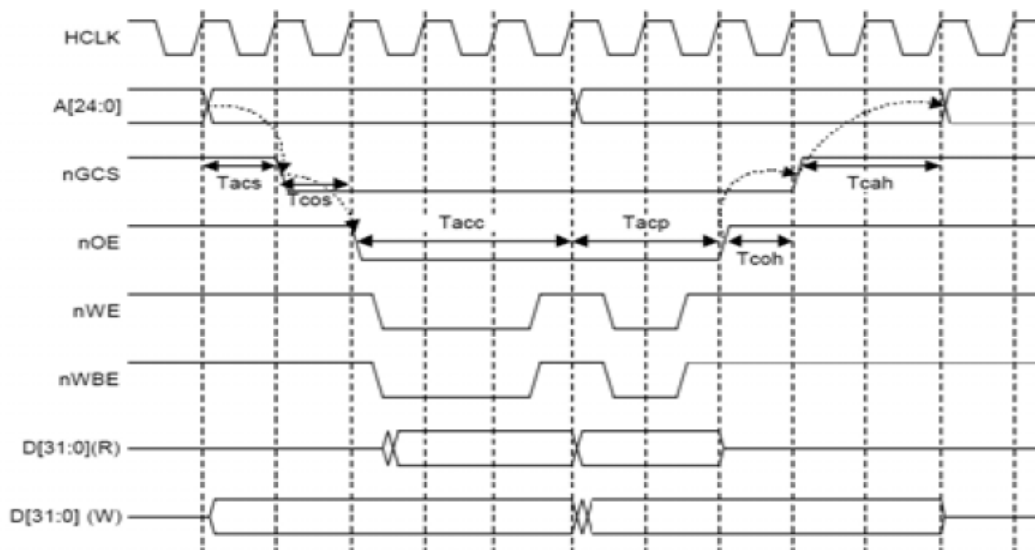 HCLK
A[24:0]
nGCS
Tacs
Tcos
Tcah
nOE
Tacc
Tacp
Tcoh
nWE
nWBE
D[31:0](R)
D[31:0] (W)